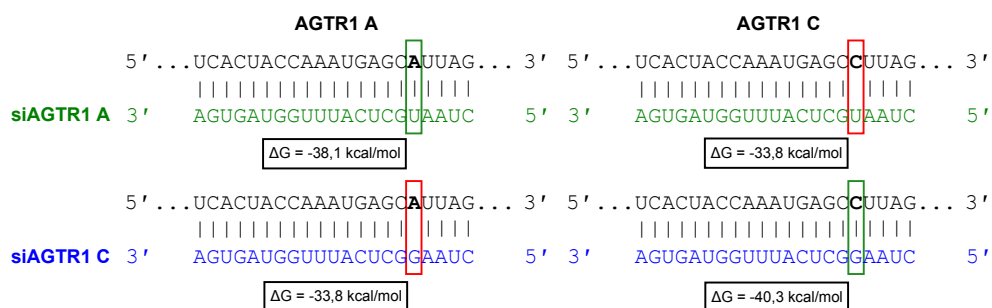 AGTR1 A AGTR1 C
5′...UCACUACCAAAUGAGCAUUAG... 3′ 5′...UCACUACCAAAUGAGCCUUAG... 3′
siAGTR1 A 3′ AGUGAUGGUUUACUCGUAAUC 5′ 3′ AGUGAUGGUUUACUCGUAAUC 5′
ΔG = -38,1 kcal/mol ΔG = -33,8 kcal/mol
5′...UCACUACCAAAUGAGCAUUAG... 3′ 5′...UCACUACCAAAUGAGCCUUAG... 3′
siAGTR1 C 3′ AGUGAUGGUUUACUCGGAAUC 5′ 3′ AGUGAUGGUUUACUCGGAAUC 5′
ΔG = -33,8 kcal/mol ΔG = -40,3 kcal/mol